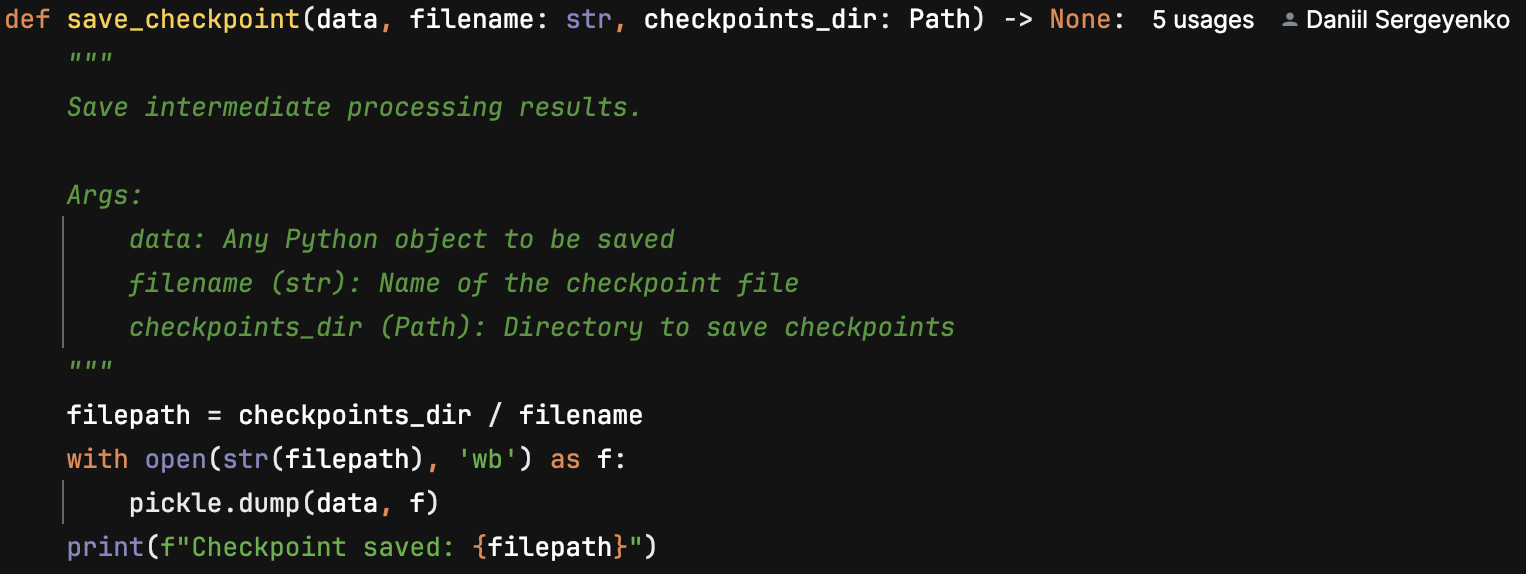 def save_checkpoint(data, filename: str, checkpoints_dir: Path) -> None: 5 usages Daniil Sergeyenko
    """
    Save intermediate processing results.

    Args:
        data: Any Python object to be saved
        filename (str): Name of the checkpoint file
        checkpoints_dir (Path): Directory to save checkpoints
    """
    filepath = checkpoints_dir / filename
    with open(str(filepath), 'wb') as f:
        pickle.dump(data, f)
    print(f"Checkpoint saved: {filepath}")